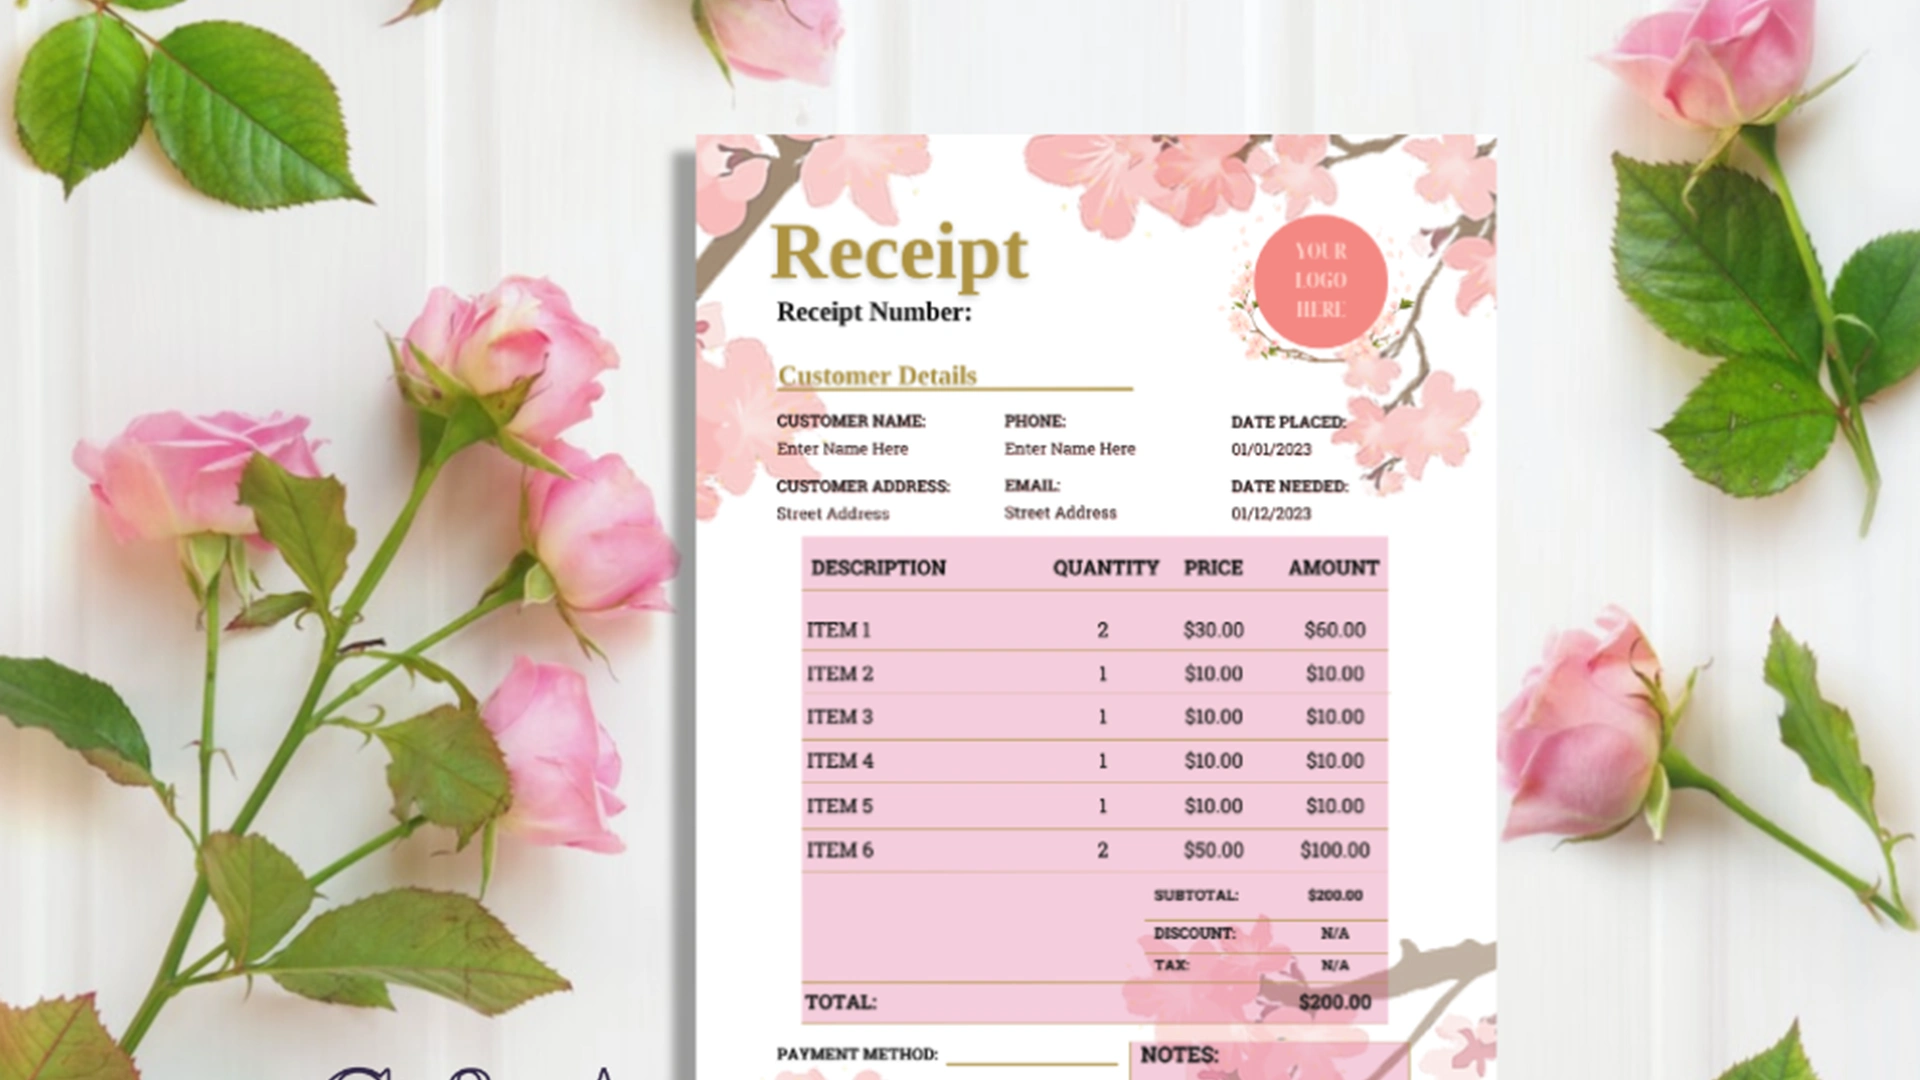 Receipt
Receipt Number:
YOUR
LOGO
HERE
Customer Details
CUSTOMER NAME: PHONE: DATE PLACED:
Enter Name Here Enter Name Here 01/01/2023
CUSTOMER ADDRESS: EMAIL: DATE NEEDED:
Street Address Street Address 01/12/2023
DESCRIPTION QUANTITY PRICE AMOUNT
ITEM 1 2 $30.00 $60.00
ITEM 2 1 $10.00 $10.00
ITEM 3 1 $10.00 $10.00
ITEM 4 1 $10.00 $10.00
ITEM 5 1 $10.00 $10.00
ITEM 6 2 $50.00 $100.00
SUBTOTAL: $200.00
DISCOUNT: N/A
TAX: N/A
TOTAL: $200.00
PAYMENT METHOD: NOTES: